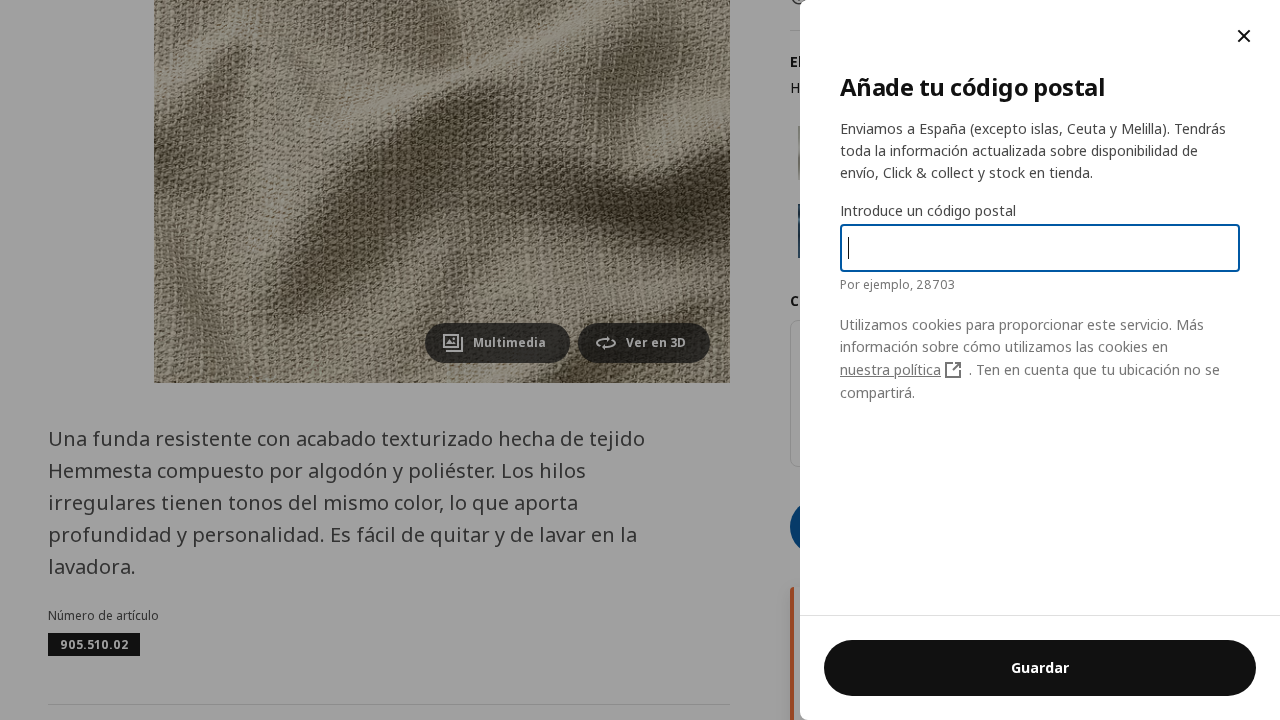 Multimedia
Ver en 3D
Una funda resistente con acabado texturizado hecha de tejido
Hemmesta compuesto por algodón y poliéster. Los hilos
irregulares tienen tonos del mismo color, lo que aporta
profundidad y personalidad. Es fácil de quitar y de lavar en la
lavadora.
Número de artículo
905.510.02
Añade tu código postal
Enviamos a España (excepto islas, Ceuta y Melilla). Tendrás
toda la información actualizada sobre disponibilidad de
envío, Click & collect y stock en tienda.
Introduce un código postal
Por ejemplo, 28703
Utilizamos cookies para proporcionar este servicio. Más
información sobre cómo utilizamos las cookies en
nuestra política . Ten en cuenta que tu ubicación no se
compartirá.
Guardar